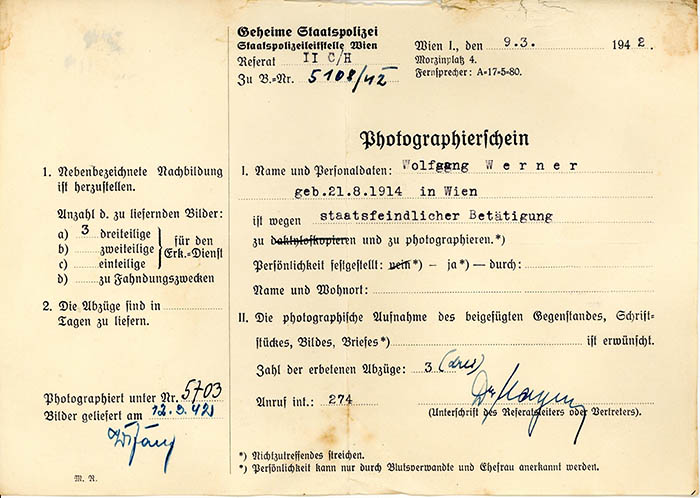 Geheime Staatspolizei
Staatspolizeileitstelle Wien
Referat II C/H
Zu B.-Nr. 5108/42
Wien I., den 9.3. 1942.
Morzinplatz 4.
Fernsprecher: A=17=5=80.
Photographierschein
1. Nebenbezeichnete Nachbildung
ist herzustellen.
Anzahl d. zu liefernden Bilder:
a) 3 dreiteilige
b) zweiteilige
c) einteilige
für den
Erk.=Dienst
d) zu Fahndungszwecken
2. Die Abzüge sind in
Tagen zu liefern.
Photographiert unter Nr. 5703
Bilder geliefert am 12.3.42
M. R.
I. Name und Personaldaten: Wolfgang Werner
geb.21.8.1914 in Wien
ist wegen staatsfeindlicher Betätigung
zu daktyloskopieren und zu photographieren.*)
Persönlichkeit festgestellt: nein*) – ja*) — durch:
Name und Wohnort:
II. Die photographische Aufnahme des beigefügten Gegenstandes, Schrift=
stückes, Bildes, Briefes*) ist erwünscht.
Zahl der erbetenen Abzüge: 3 (drei)
Anruf int.: 274
(Unterschrift des Referatsleiters oder Vertreters).
*) Nichtzutreffendes streichen.
*) Persönlichkeit kann nur durch Blutsverwandte und Ehefrau anerkannt werden.